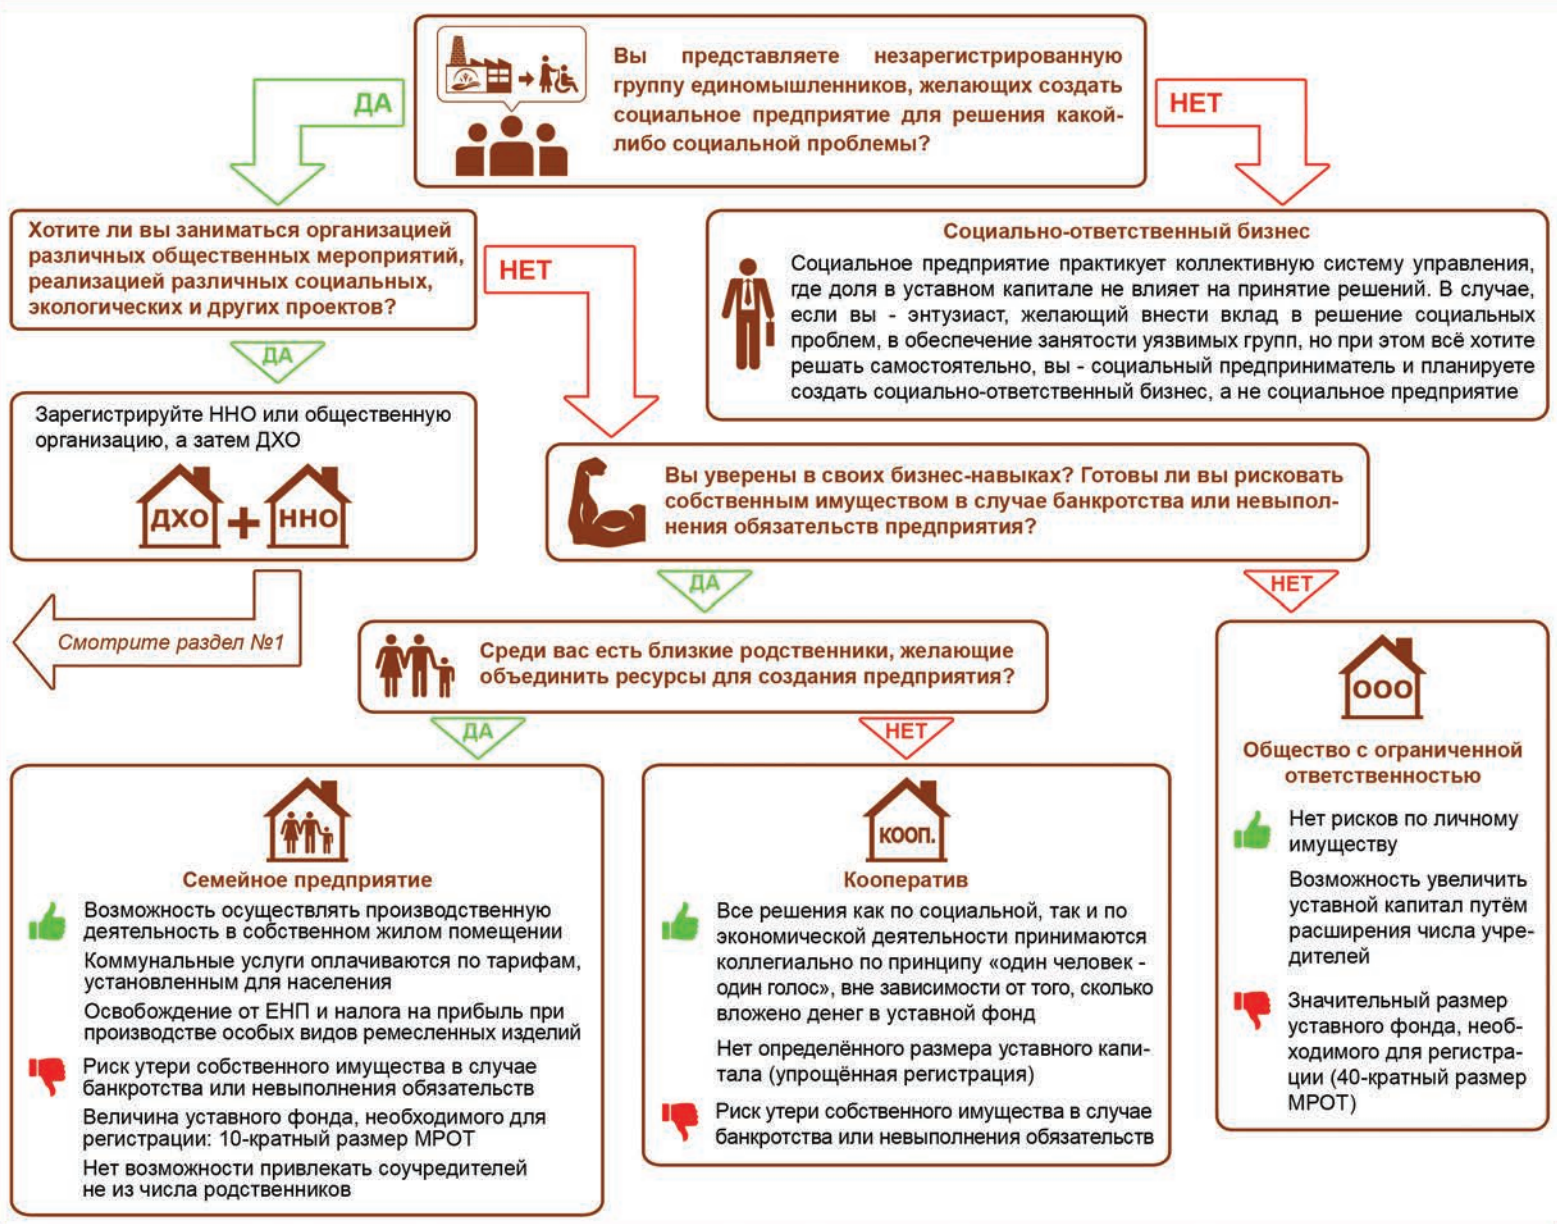 Вы представляете незарегистрированную
группу единомышленников, желающих создать
социальное предприятие для решения какой-
либо социальной проблемы?
ДА
НЕТ
Хотите ли вы заниматься организацией
различных общественных мероприятий,
реализацией различных социальных,
экологических и других проектов?
НЕТ
Социально-ответственный бизнес
Социальное предприятие практикует коллективную систему управления,
где доля в уставном капитале не влияет на принятие решений. В случае,
если вы - энтузиаст, желающий внести вклад в решение социальных
проблем, в обеспечение занятости уязвимых групп, но при этом всё хотите
решать самостоятельно, вы - социальный предприниматель и планируете
создать социально-ответственный бизнес, а не социальное предприятие
ДА
Зарегистрируйте ННО или общественную
организацию, а затем ДХО
ДХО + ННО
Смотрите раздел №1
Вы уверены в своих бизнес-навыках? Готовы ли вы рисковать
собственным имуществом в случае банкротства или невыпол-
нения обязательств предприятия?
ДА
НЕТ
Среди вас есть близкие родственники, желающие
объединить ресурсы для создания предприятия?
ДА
НЕТ
Семейное предприятие
Возможность осуществлять производственную
деятельность в собственном жилом помещении
Коммунальные услуги оплачиваются по тарифам,
установленным для населения
Освобождение от ЕНП и налога на прибыль при
производстве особых видов ремесленных изделий
Риск утери собственного имущества в случае
банкротства или невыполнения обязательств
Величина уставного фонда, необходимого для
регистрации: 10-кратный размер МРОТ
Нет возможности привлекать соучредителей
не из числа родственников
КООП.
Кооператив
Все решения как по социальной, так и по
экономической деятельности принимаются
коллегиально по принципу «один человек -
один голос», вне зависимости от того, сколько
вложено денег в уставной фонд
Нет определённого размера уставного капи-
тала (упрощённая регистрация)
Риск утери собственного имущества в случае
банкротства или невыполнения обязательств
ООО
Общество с ограниченной
ответственностью
Нет рисков по личному
имуществу
Возможность увеличить
уставной капитал путём
расширения числа учре-
дителей
Значительный размер
уставного фонда, необ-
ходимого для регистра-
ции (40-кратный размер
МРОТ)